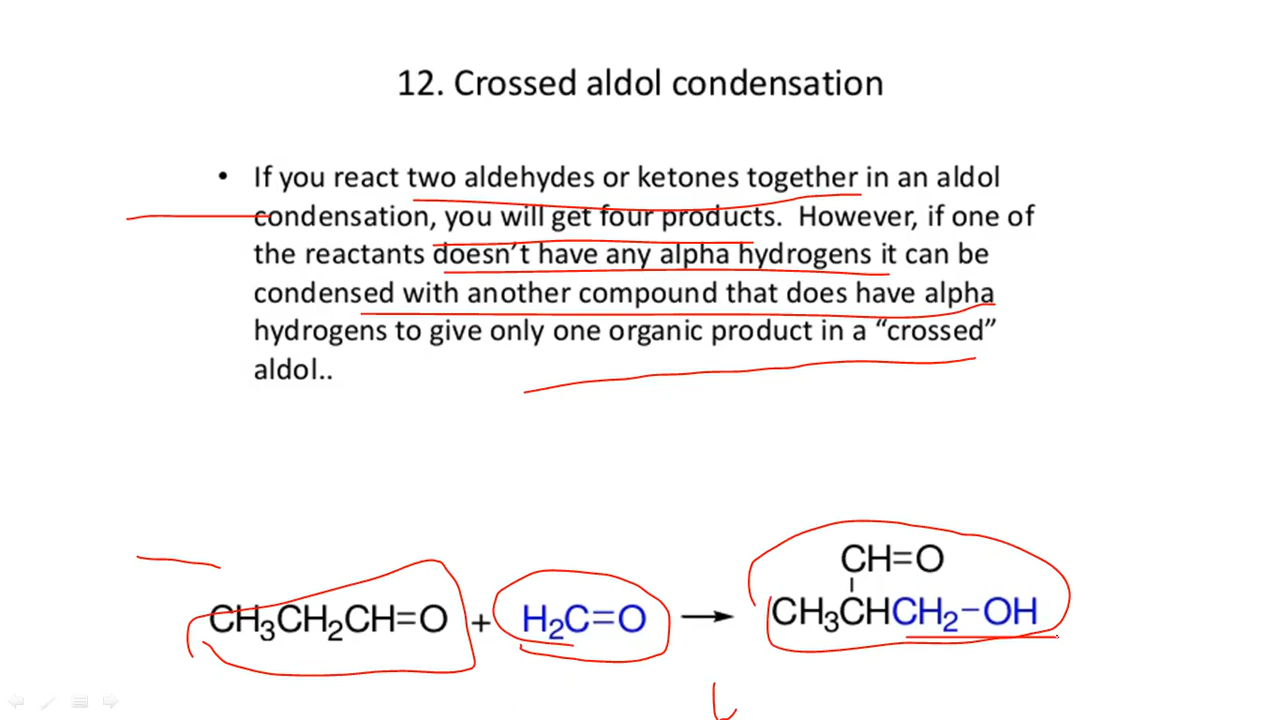 12. Crossed aldol condensation
• If you react two aldehydes or ketones together in an aldol
condensation, you will get four products. However, if one of
the reactants doesn't have any alpha hydrogens it can be
condensed with another compound that does have alpha
hydrogens to give only one organic product in a “crossed”
aldol..
CH=O
CH₃CH₂CH=O + H₂C=O → CH₃CHCH₂−OH